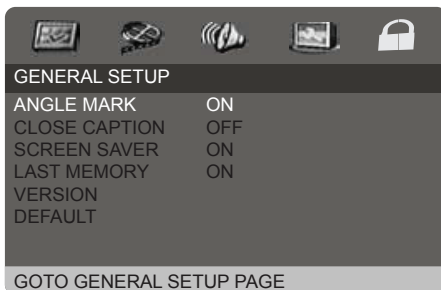 GENERAL SETUP
ANGLE MARK ON
CLOSE CAPTION OFF
SCREEN SAVER ON
LAST MEMORY ON
VERSION
DEFAULT
GOTO GENERAL SETUP PAGE